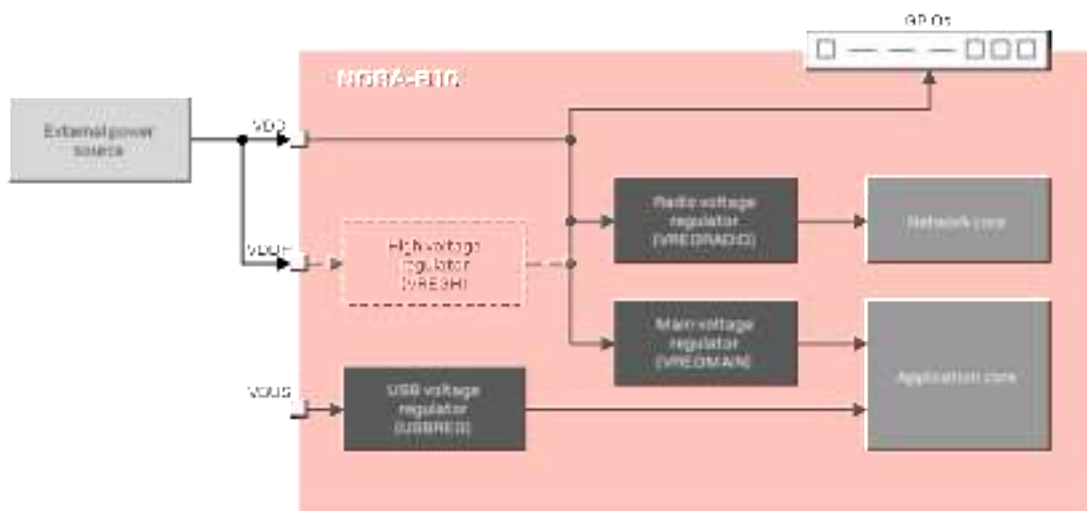 GPIOs
NORA-B10
VDD
External power
source
Radio voltage
regulator
(VREGRADIO)
Network core
VDDH
High voltage
regulator
(VREGH)
Main voltage
regulator
(VREGMAIN)
Application core
VBUS
USB voltage
regulator
(USBREG)